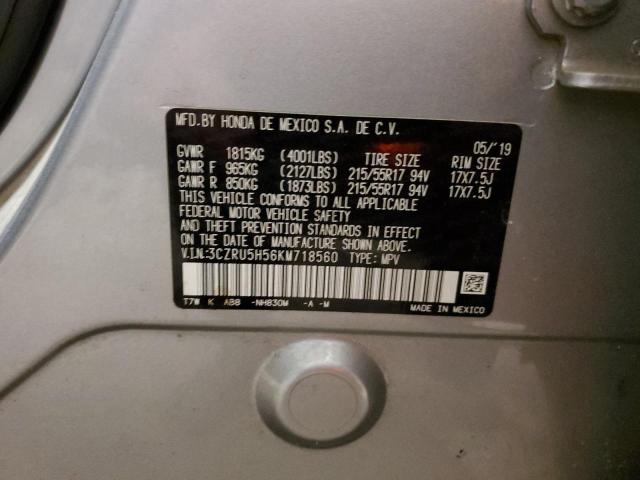 MFD.BY HONDA DE MEXICO S.A. DE C.V.
05/'19
GVWR 1815KG (4001LBS) TIRE SIZE RIM SIZE
GAWR F 965KG (2127LBS) 215/55R17 94V 17X7.5J
GAWR R 850KG (1873LBS) 215/55R17 94V 17X7.5J
THIS VEHICLE CONFORMS TO ALL APPLICABLE
FEDERAL MOTOR VEHICLE SAFETY
AND THEFT PREVENTION STANDARDS IN EFFECT
ON THE DATE OF MANUFACTURE SHOWN ABOVE.
V.I.N.:3CZRU5H56KM718560 TYPE: MPV
T7W K AB8 -NH830M -A -M MADE IN MEXICO